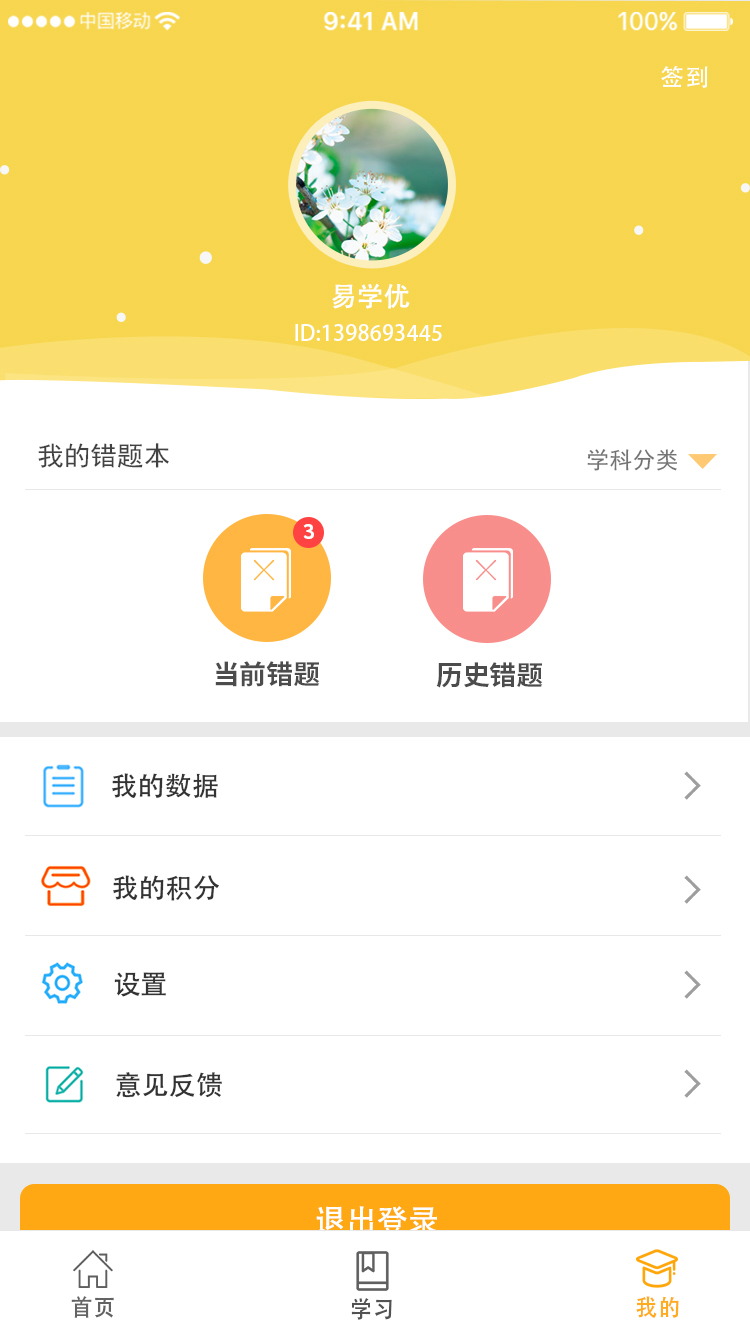 中国移动 9:41 AM 100%
签到
易学优
ID:1398693445
我的错题本 学科分类
3
当前错题 历史错题
我的数据
我的积分
设置
意见反馈
退出登录
首页 学习 我的